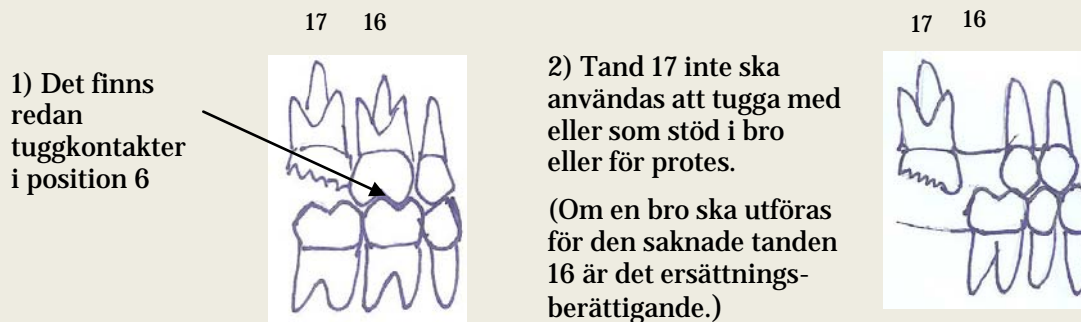 17 16
1) Det finns
redan
tuggkontakter
i position 6
17 16
2) Tand 17 inte ska
användas att tugga med
eller som stöd i bro
eller för protes.
(Om en bro ska utföras
för den saknade tanden
16 är det ersättnings-
berättigande.)